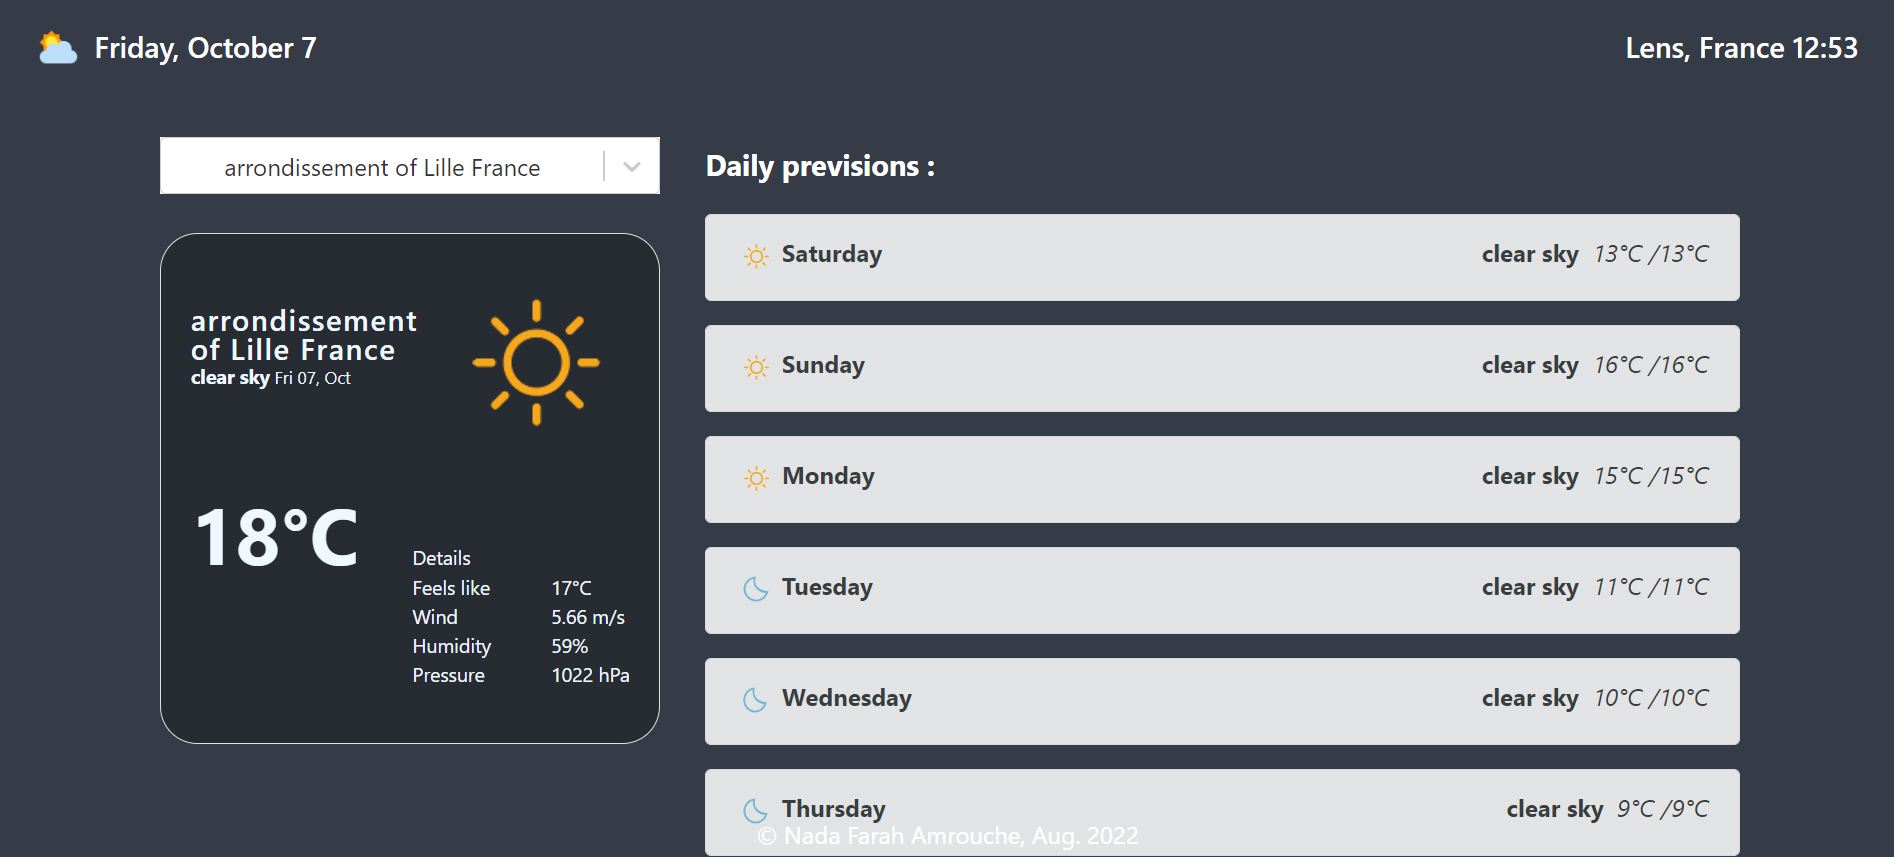 Friday, October 7
Lens, France 12:53
arrondissement of Lille France
arrondissement
of Lille France
clear sky Fri 07, Oct
18°C
Details
Feels like 17°C
Wind 5.66 m/s
Humidity 59%
Pressure 1022 hPa
Daily previsions :
Saturday clear sky 13°C /13°C
Sunday clear sky 16°C /16°C
Monday clear sky 15°C /15°C
Tuesday clear sky 11°C /11°C
Wednesday clear sky 10°C /10°C
Thursday clear sky 9°C /9°C
© Nada Farah Amrouche, Aug. 2022